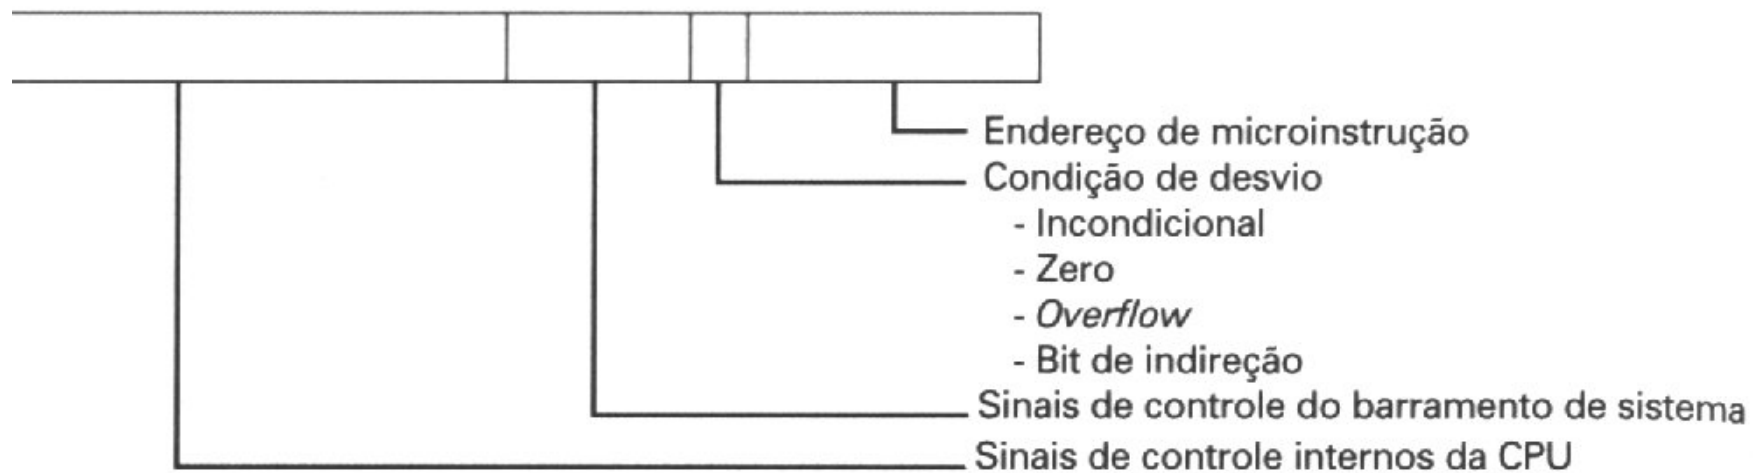 Endereço de microinstrução
Condição de desvio
- Incondicional
- Zero
- Overflow
- Bit de indireção
Sinais de controle do barramento de sistema
Sinais de controle internos da CPU